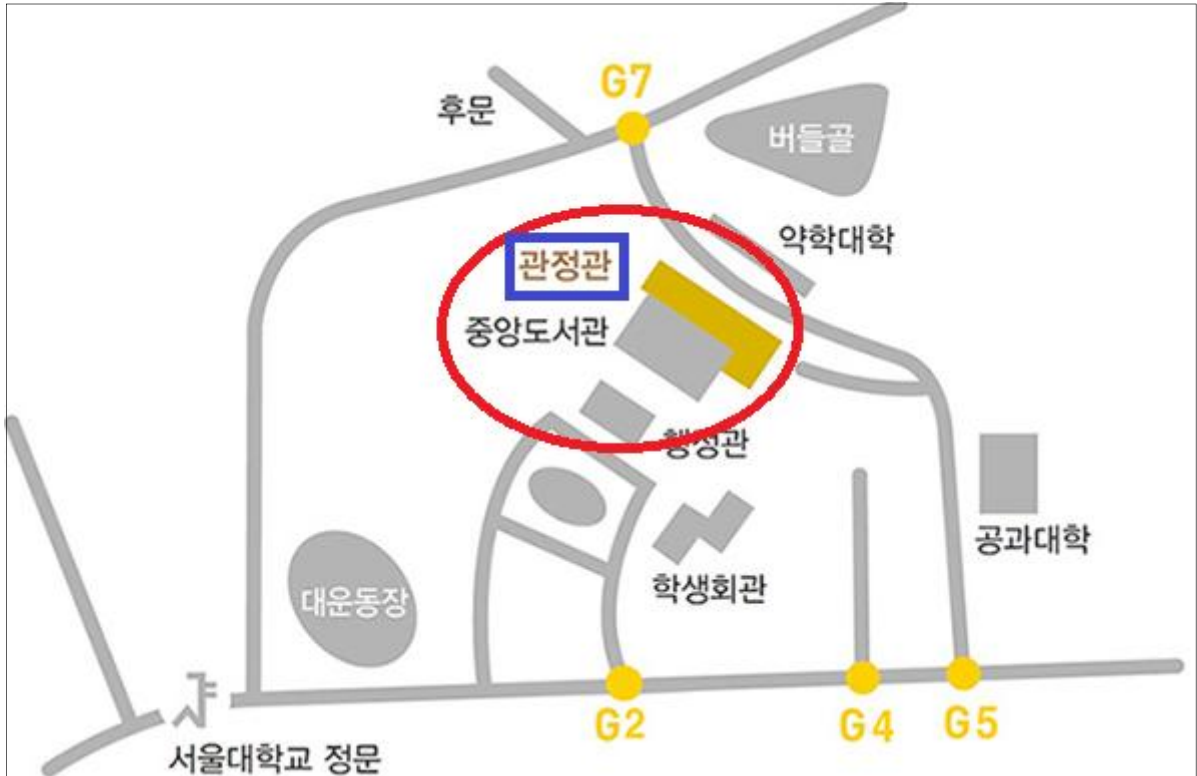 G7
후문
버들골
약학대학
관정관
중앙도서관
행정관
공과대학
학생회관
대운동장
G2
G4
G5
서울대학교 정문